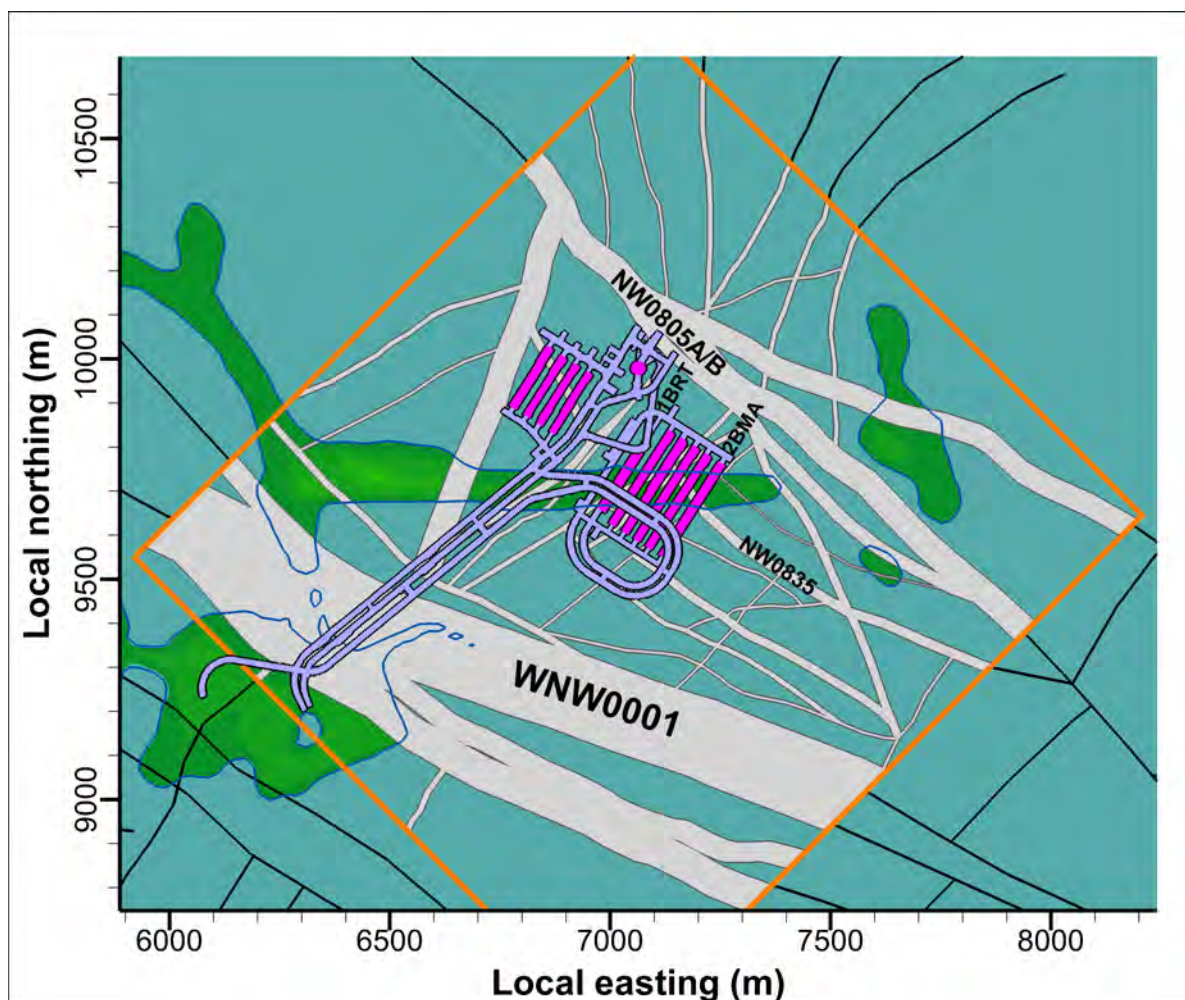 10500
10000
9500
9000
Local northing (m)
NW0805A/B
1BRT
2BMA
NW0835
WNW0001
6000 6500 7000 7500 8000
Local easting (m)